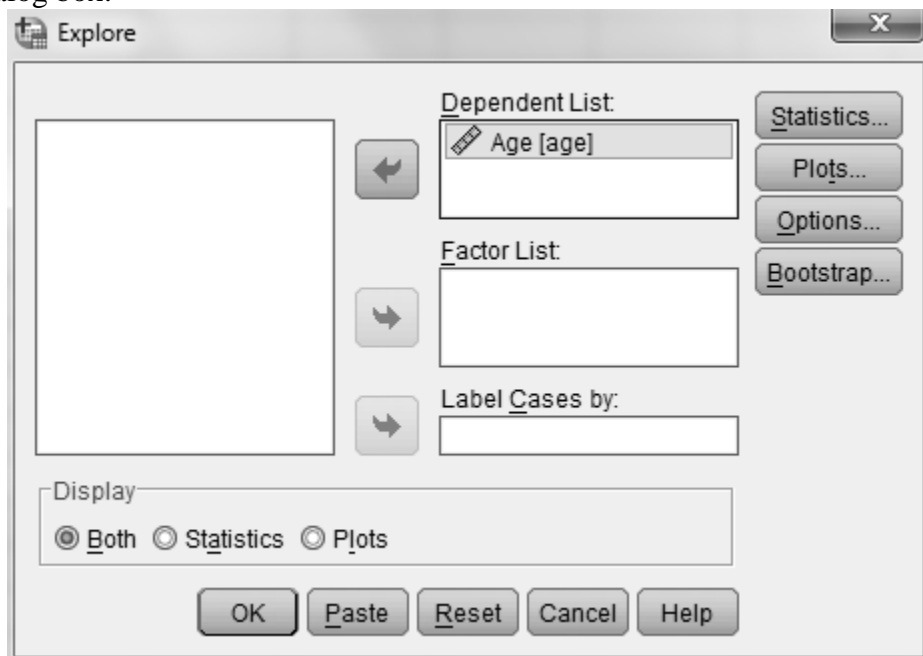 Explore
x
Dependent List:
Age [age]
Statistics...
Plots...
Options...
Bootstrap...
Factor List:
Label Cases by:
Display
Both Statistics Plots
OK Paste Reset Cancel Help